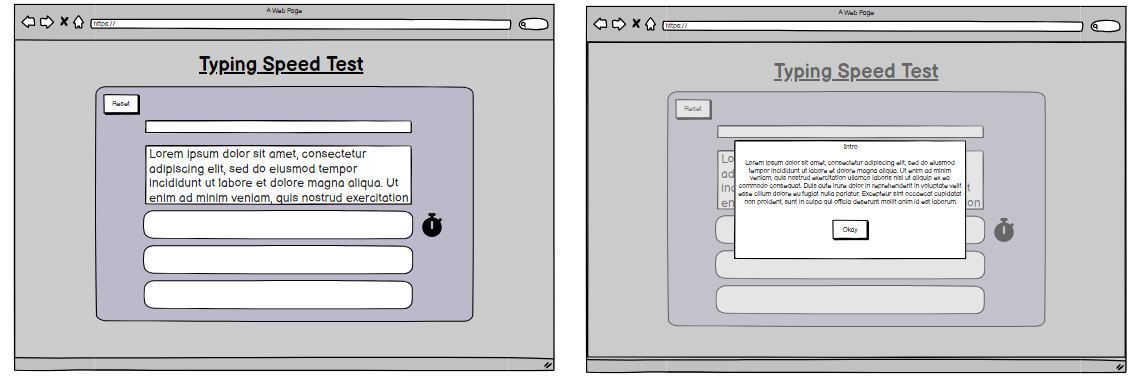 A Web Page
https://
Typing Speed Test
Reset
Lorem ipsum dolor sit amet, consectetur
adipiscing elit, sed do eiusmod tempor
incididunt ut labore et dolore magna aliqua. Ut
enim ad minim veniam, quis nostrud exercitation
A Web Page
https://
Typing Speed Test
Reset
Lo
ad
inc
t
en
on
Intro
Lorem ipsum dolor sit amet, consectetur adipiscing elit, sed do eiusmod
tempor incididunt ut labore et dolore magna aliqua. Ut enim ad minim
veniam, quis nostrud exercitation ullamco laboris nisi ut aliquip ex ea
commodo consequat. Duis aute irure dolor in reprehenderit in voluptate velit
esse cillum dolore eu fugiat nulla pariatur. Excepteur sint occaecat cupidatat
non proident, sunt in culpa qui officia deserunt mollit anim id est laborum.
Okay